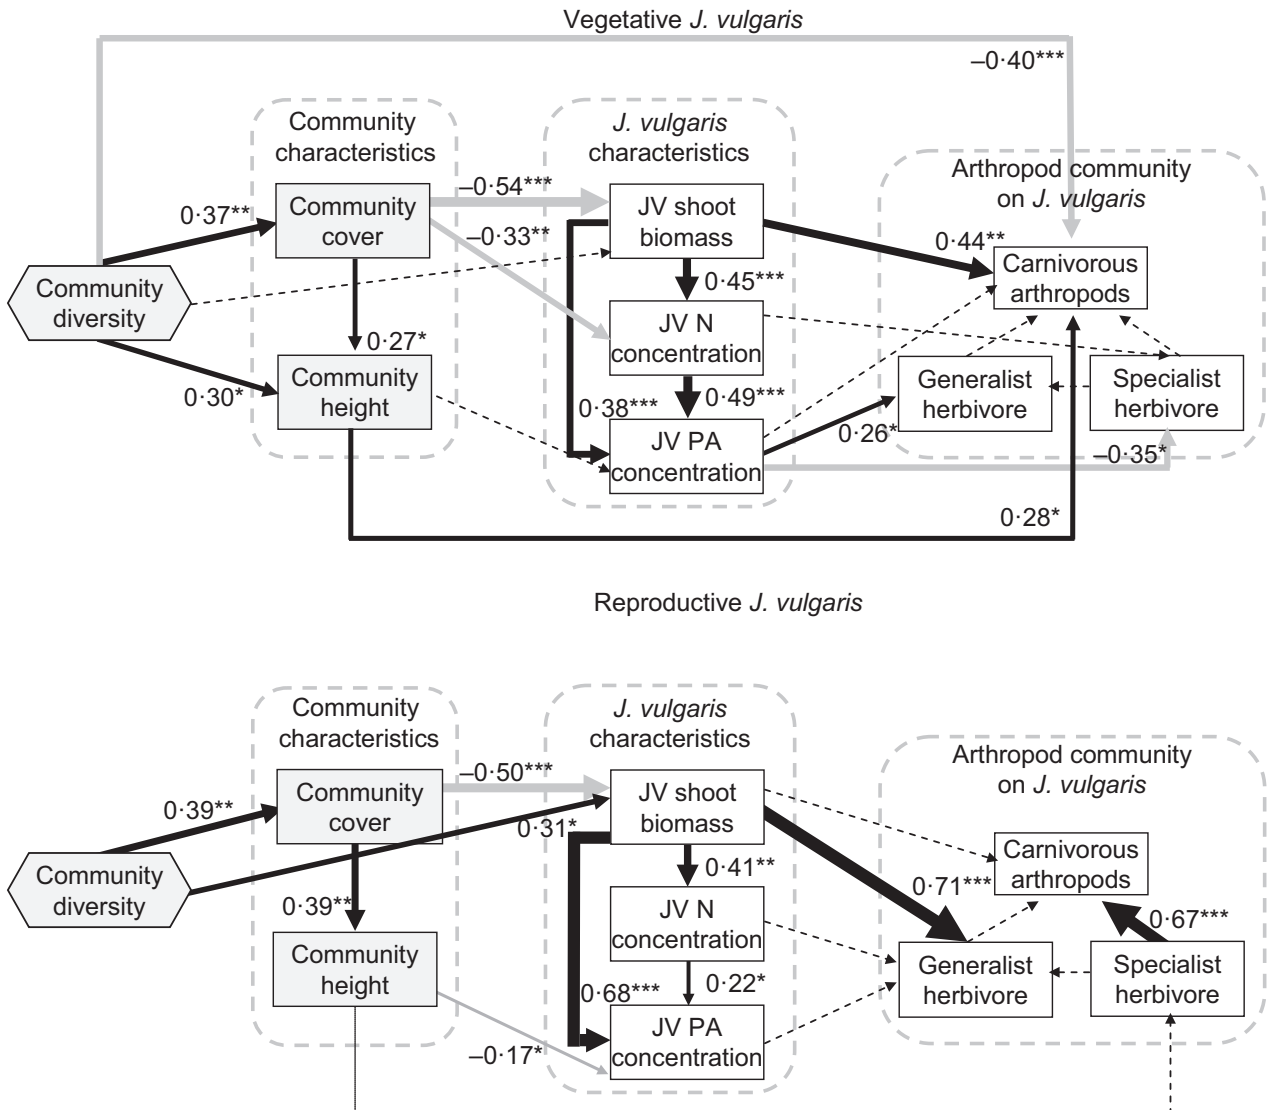 Vegetative J. vulgaris
–0·40***
Community
characteristics
J. vulgaris
characteristics
Arthropod community
on J. vulgaris
Community
cover
–0·54***
JV shoot
biomass
0·37**
–0·33**
0·44**
Carnivorous
arthropods
Community
diversity
0·45***
JV N
concentration
0·27*
Community
height
0·30*
Generalist
herbivore
Specialist
herbivore
0·38***
0·49***
JV PA
concentration
0·26*
–0·35*
0·28*
Reproductive J. vulgaris
Community
characteristics
J. vulgaris
characteristics
Arthropod community
on J. vulgaris
–0·50***
Community
cover
JV shoot
biomass
0·39**
0·31*
Carnivorous
arthropods
Community
diversity
0·41**
0·71***
0·39**
JV N
concentration
0·67***
Community
height
Generalist
herbivore
Specialist
herbivore
0·22*
0·68***
JV PA
concentration
–0·17*